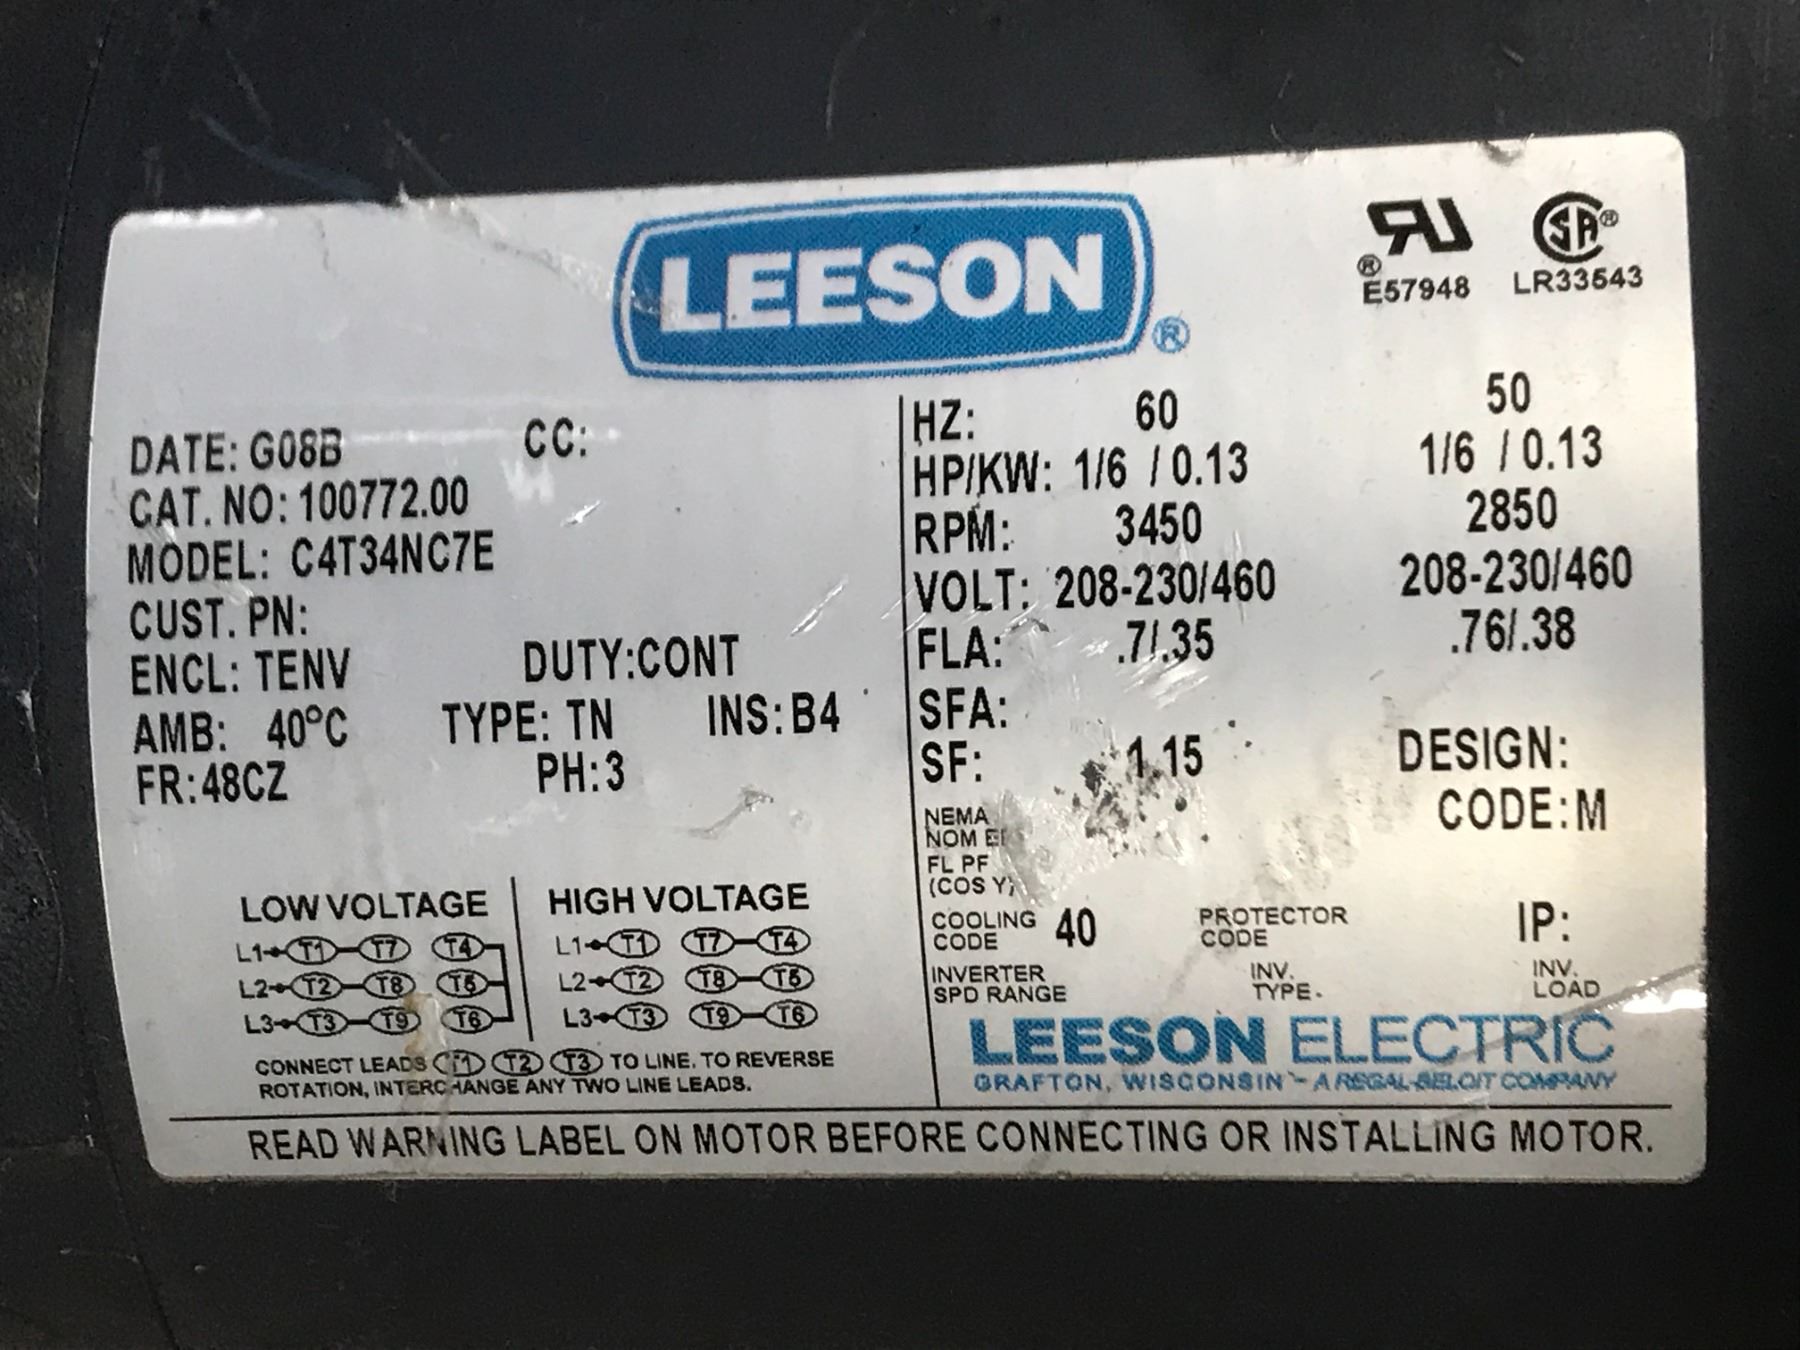 LEESON®
UR® E57948
SA® LR33543
DATE: G08B CC:
CAT. NO: 100772.00
MODEL: C4T34NC7E
CUST. PN:
ENCL: TENV DUTY:CONT
AMB: 40°C TYPE: TN INS:B4
FR:48CZ PH:3
HZ: 60 50
HP/KW: 1/6 / 0.13 1/6 / 0.13
RPM: 3450 2850
VOLT: 208-230/460 208-230/460
FLA: .7/.35 .76/.38
SFA:
SF: 1.15 DESIGN:
CODE:M
NEMA
NOM
FL PF
(COS Y)
COOLING CODE 40 PROTECTOR CODE IP:
INVERTER SPD RANGE INV. TYPE INV. LOAD
LOW VOLTAGE HIGH VOLTAGE
L1 T1 T7 T4 L1 T1 T7 T4
L2 T2 T8 T5 L2 T2 T8 T5
L3 T3 T9 T6 L3 T3 T9 T6
CONNECT LEADS T1 T2 T3 TO LINE. TO REVERSE
ROTATION, INTERCHANGE ANY TWO LINE LEADS.
LEESON ELECTRIC
GRAFTON, WISCONSIN - A REGAL-BELOIT COMPANY
READ WARNING LABEL ON MOTOR BEFORE CONNECTING OR INSTALLING MOTOR.